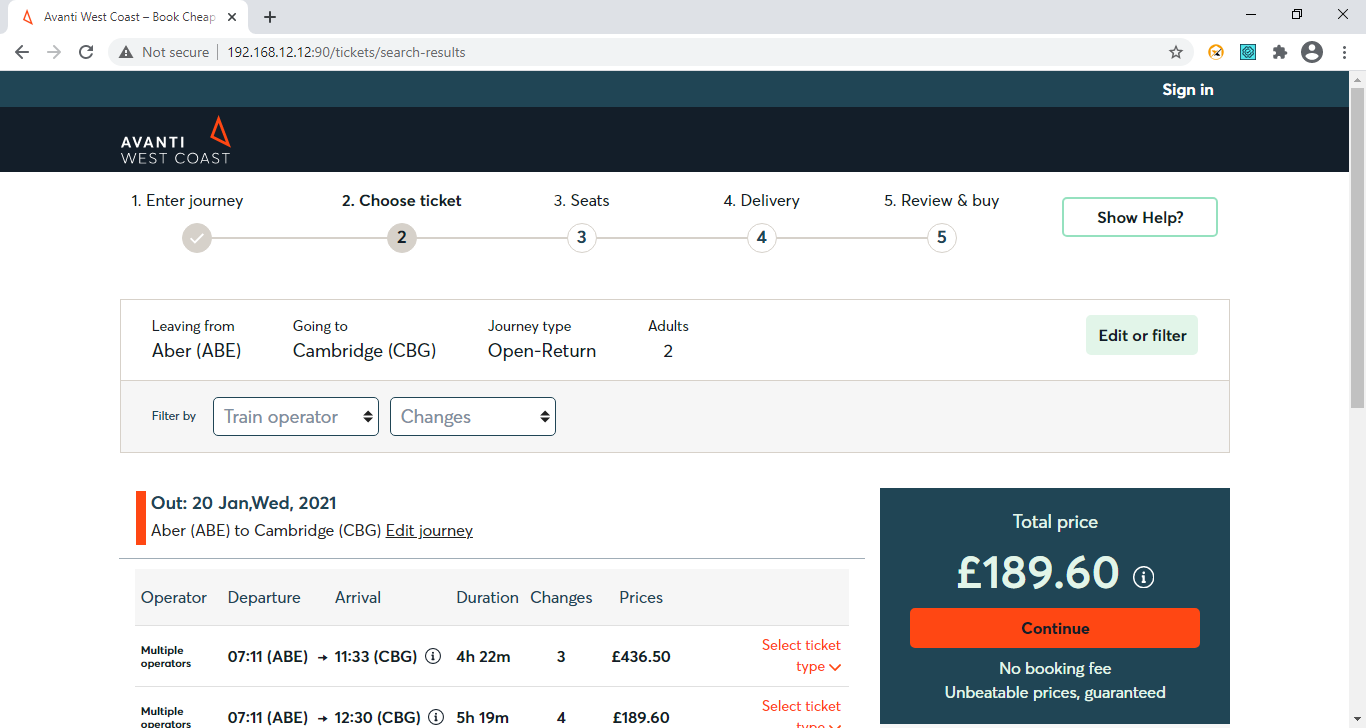 Avanti West Coast – Book Cheap
Not secure
192.168.12.12:90/tickets/search-results
Sign in
AVANTI
WEST COAST
1. Enter journey
2. Choose ticket
3. Seats
4. Delivery
5. Review & buy
2
3
4
5
Show Help?
Leaving from
Aber (ABE)
Going to
Cambridge (CBG)
Journey type
Open-Return
Adults
2
Edit or filter
Filter by
Train operator
Changes
Out: 20 Jan,Wed, 2021
Aber (ABE) to Cambridge (CBG) Edit journey
Operator Departure Arrival Duration Changes Prices
Multiple
operators
07:11 (ABE) → 11:33 (CBG) 4h 22m 3 £436.50
Select ticket
type
Multiple
operators
07:11 (ABE) → 12:30 (CBG) 5h 19m 4 £189.60
Select ticket
type
Total price
£189.60
Continue
No booking fee
Unbeatable prices, guaranteed